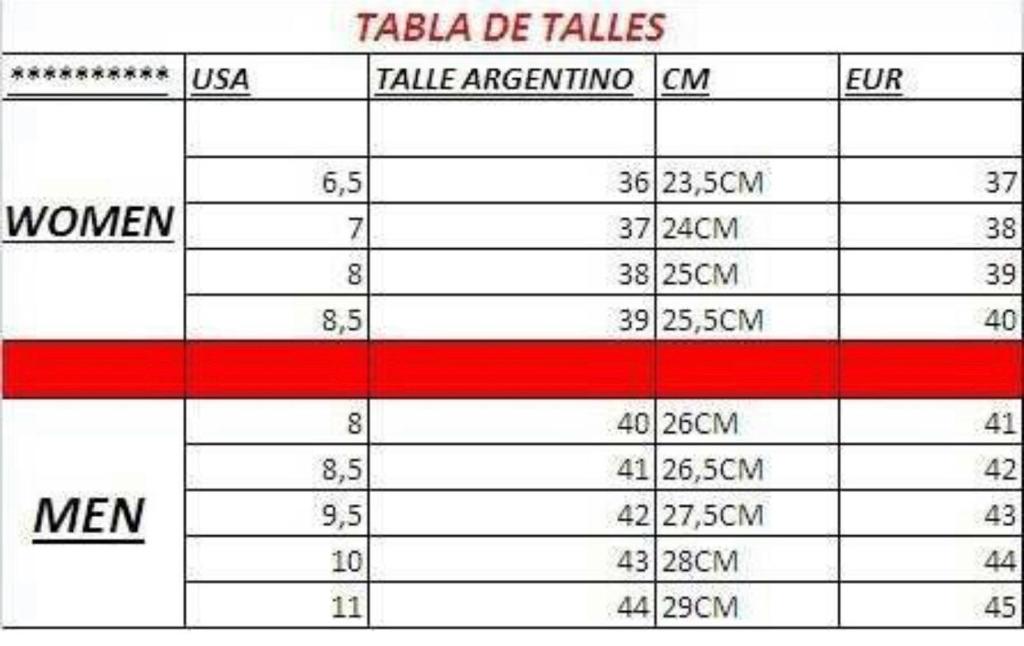 TABLA DE TALLES
********** USA TALLE ARGENTINO CM EUR
WOMEN
6,5 36 23,5CM 37
7 37 24CM 38
8 38 25CM 39
8,5 39 25,5CM 40
MEN
8 40 26CM 41
8,5 41 26,5CM 42
9,5 42 27,5CM 43
10 43 28CM 44
11 44 29CM 45